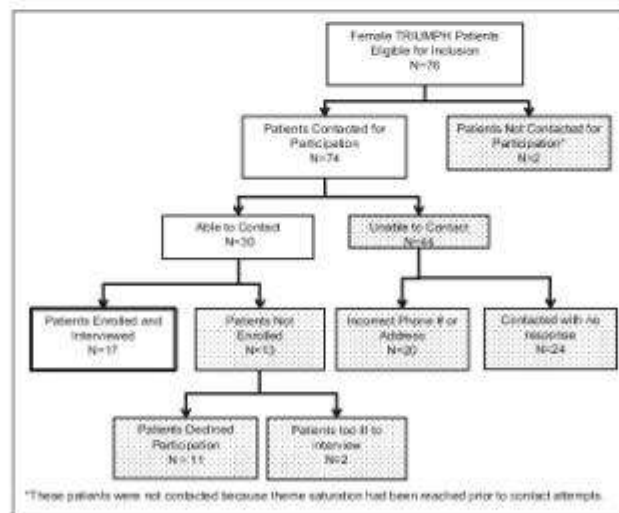 Female TRIUMPH Patients
Eligible for Inclusion
N=76
Patients Contacted for
Participation
N=74
Patients Not Contacted for
Participation*
N=2
Able to Contact
N=30
Unable to Contact
N=44
Patients Enrolled and
Interviewed
N=17
Patients Not
Enrolled
N=13
Incorrect Phone # or
Address
N=20
Contacted with no
response
N=24
Patients Declined
Participation
N=11
Patients too ill to
interview
N=2
*These patients were not contacted because theme saturation had been reached prior to contact attempts.